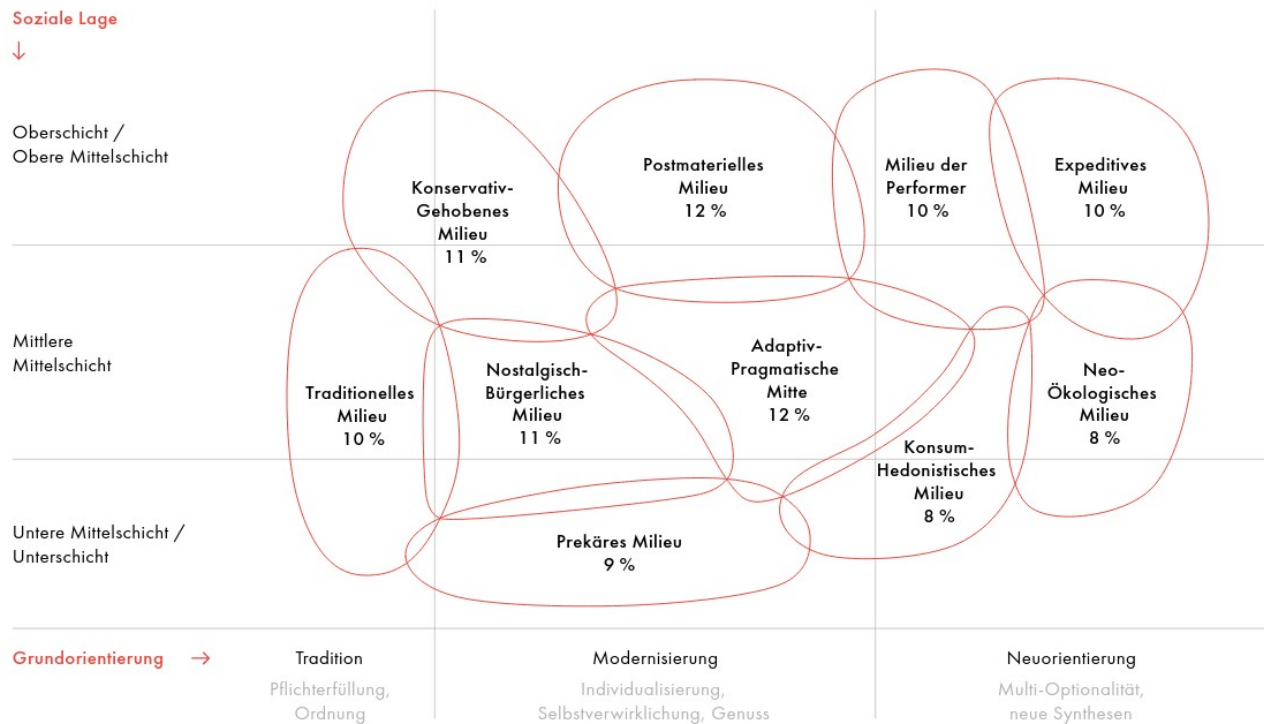 Soziale Lage
↓
Oberschicht /
Obere Mittelschicht
Konservativ-
Gehobenes
Milieu
11 %
Postmaterielles
Milieu
12 %
Milieu der
Performer
10 %
Expeditives
Milieu
10 %
Mittlere
Mittelschicht
Traditionelles
Milieu
10 %
Nostalgisch-
Bürgerliches
Milieu
11 %
Adaptiv-
Pragmatische
Mitte
12 %
Neo-
Ökologisches
Milieu
8 %
Konsum-
Hedonistisches
Milieu
8 %
Untere Mittelschicht /
Unterschicht
Prekäres Milieu
9 %
Grundorientierung →
Tradition
Pflichterfüllung,
Ordnung
Modernisierung
Individualisierung,
Selbstverwirklichung, Genuss
Neuorientierung
Multi-Optionalität,
neue Synthesen